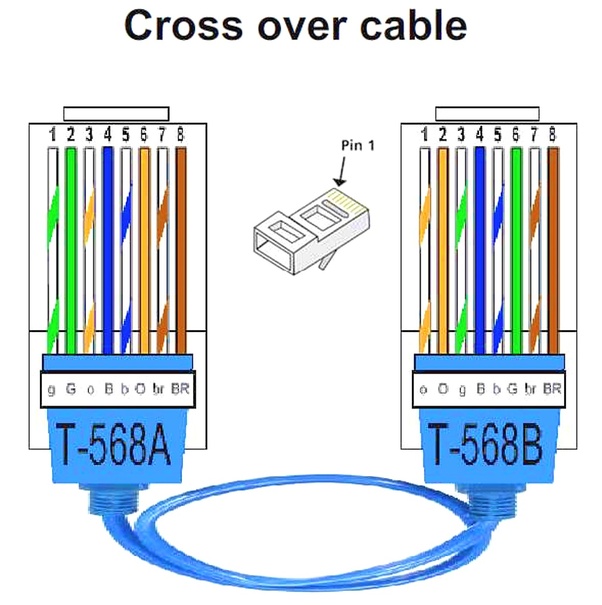 Cross over cable
1 2 3 4 5 6 7 8
Pin 1
1 2 3 4 5 6 7 8
g G o B b O br BR
T-568A
o O g B b G br BR
T-568B